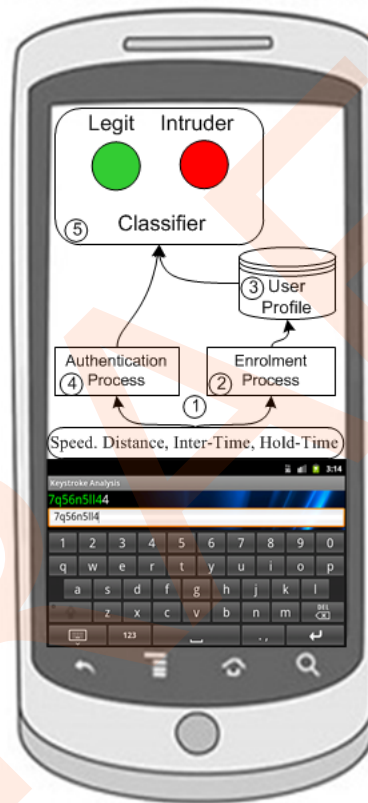 Legit Intruder
⑤ Classifier
③ User
Profile
Authentication
④ Process
Enrolment
② Process
①
Speed. Distance, Inter-Time, Hold-Time
3:14
Keystroke Analysis
7q56n5ll44
7q56n5ll4
1 2 3 4 5 6 7 8 9 0
q w e r t y u i o p
a s d f g h j k l
z x c v b n m DEL
123 . ,